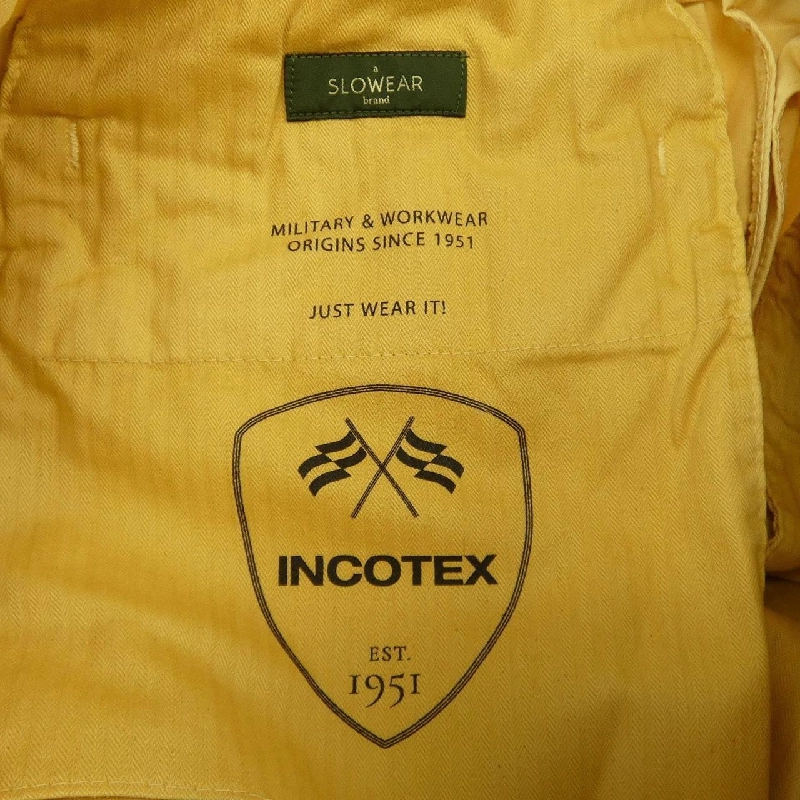 a
SLOWEAR
brand
MILITARY & WORKWEAR
ORIGINS SINCE 1951
JUST WEAR IT!
INCOTEX
EST.
1951